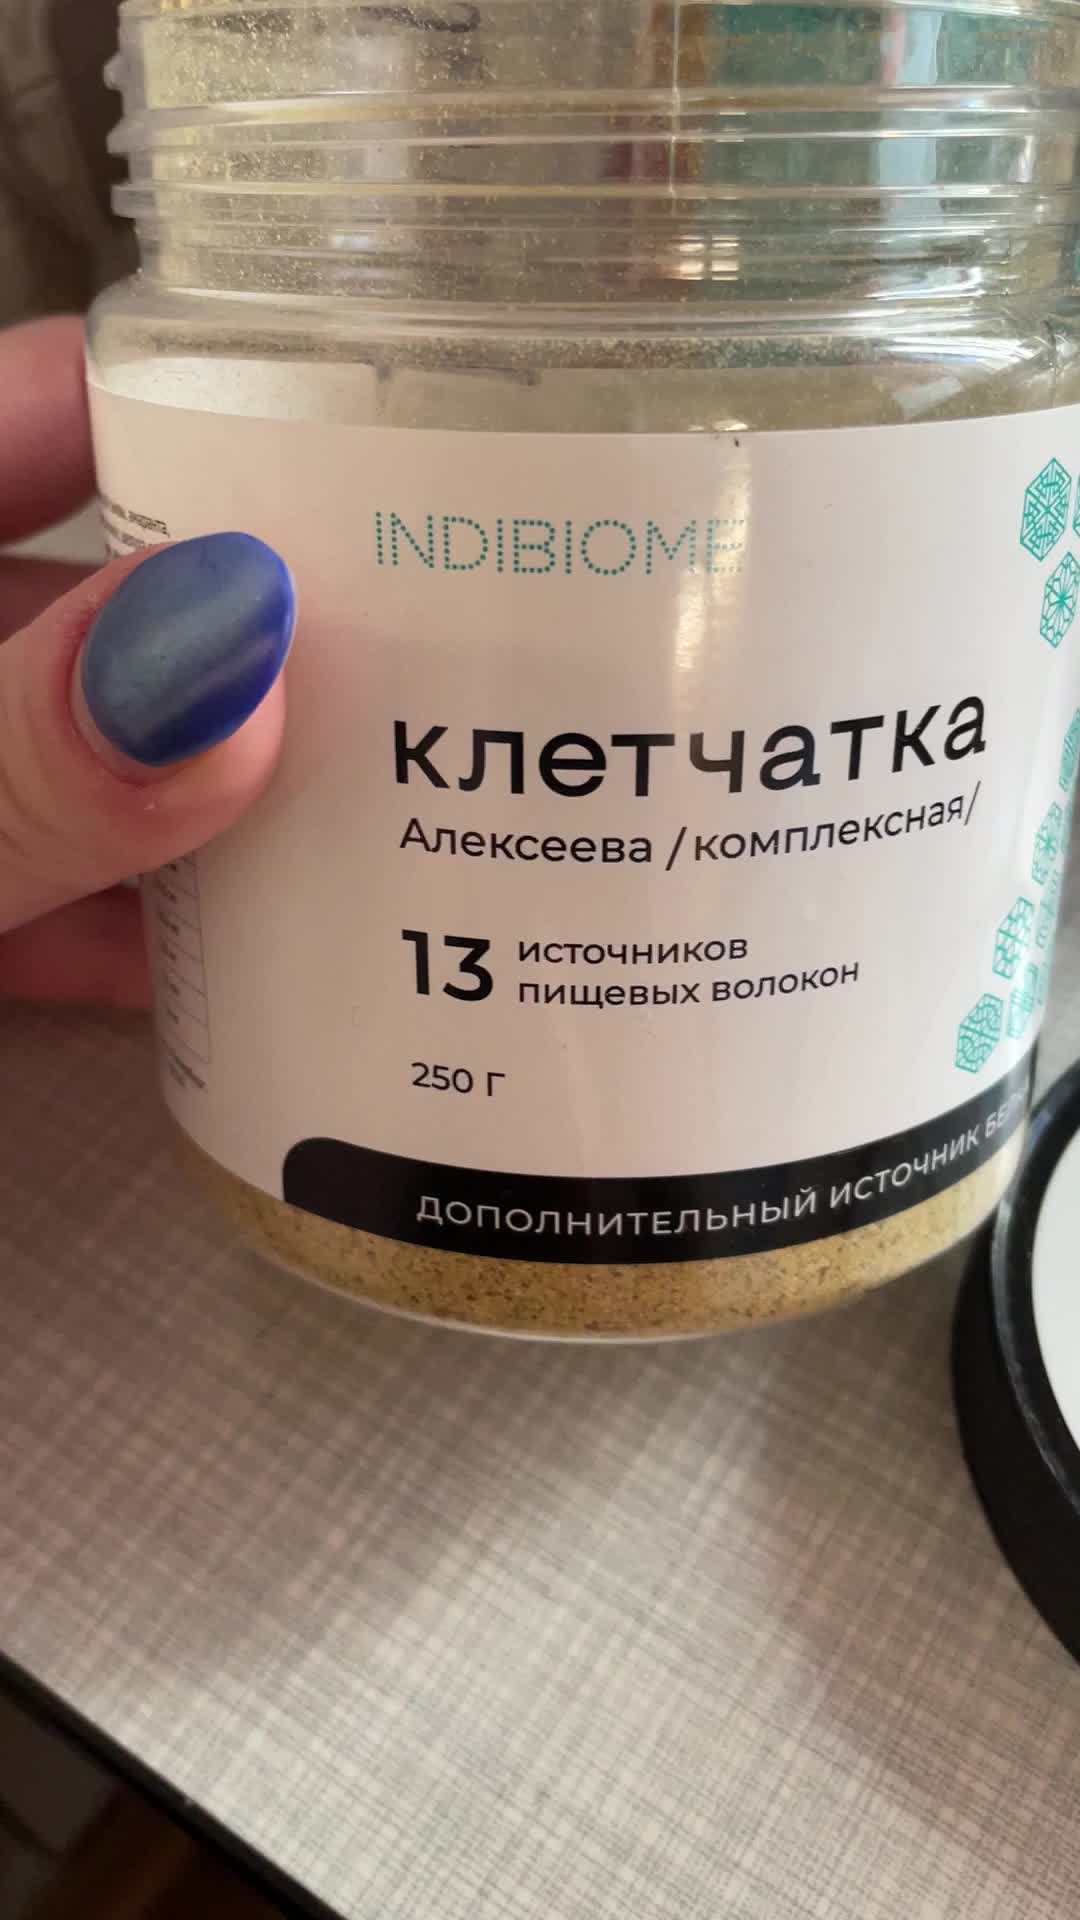 INDIBIOME
клетчатка
Алексеева /комплексная/
13 источников
пищевых волокон
250 г
ДОПОЛНИТЕЛЬНЫЙ ИСТОЧНИК